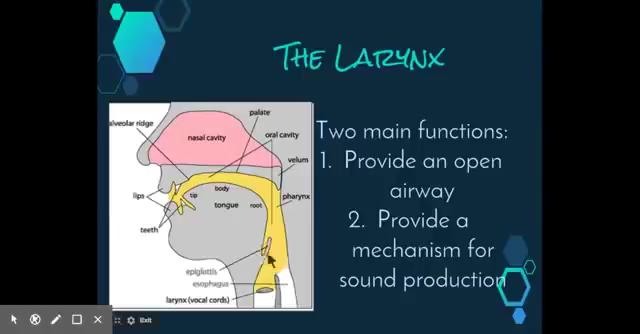 The Larynx
palate
alveolar ridge
oral cavity
nasal cavity
velum
body
lips
tip
pharynx
tongue
root
teeth
epiglottis
esophagus
larynx (vocal cords)
Two main functions:
1. Provide an open
airway
2. Provide a
mechanism for
sound production
Exit